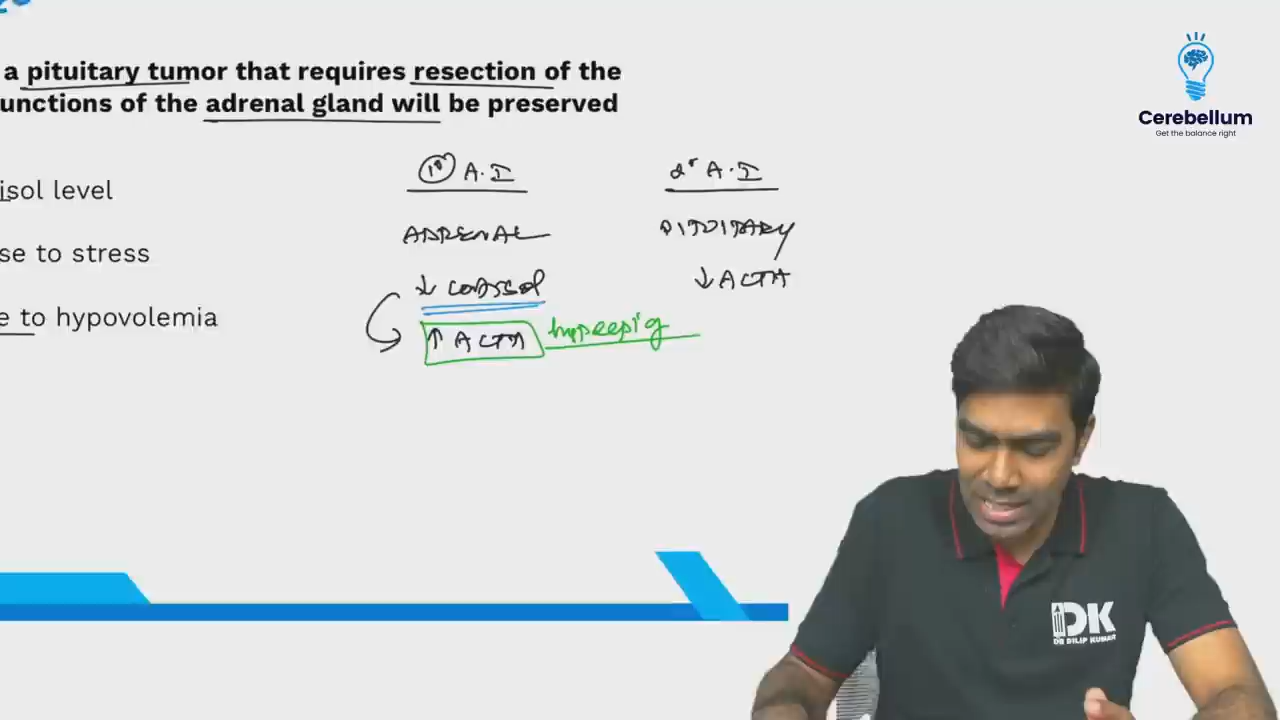 a pituitary tumor that requires resection of the
unctions of the adrenal gland will be preserved
isol level
se to stress
e to hypovolemia
1° A.I
ADRENAL
↓ cortisol
↑ ACTH
2° A.I
PITUITARY
↓ ACTH
Cerebellum
Get the balance right
DK
DR DILIP KUMAR